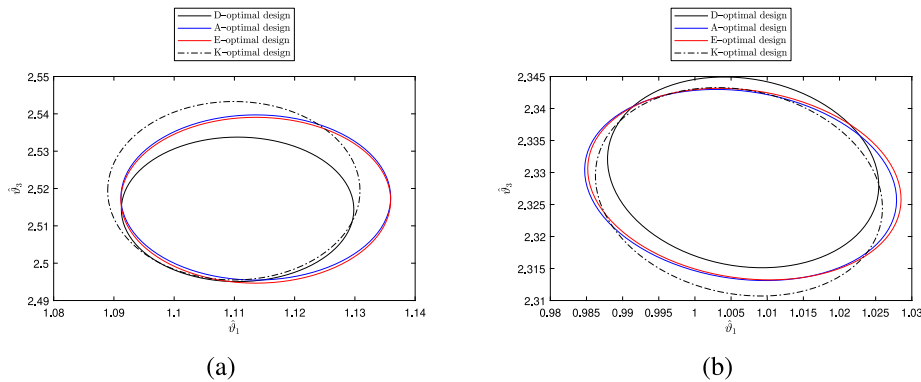 D-optimal design
A-optimal design
E-optimal design
K-optimal design
2,55
2,54
2,53
2,52
2,51
2,5
2,49
1.08
1.09
1.1
1.11
1.12
1.13
1.14
ϑ̂₃
ϑ̂₁
(a)
D-optimal design
A-optimal design
E-optimal design
K-optimal design
2,345
2,34
2,335
2,33
2,325
2,32
2,315
2,31
0.98
0.985
0.99
0.995
1
1.005
1.01
1.015
1.02
1.025
1.03
ϑ̂₃
ϑ̂₁
(b)